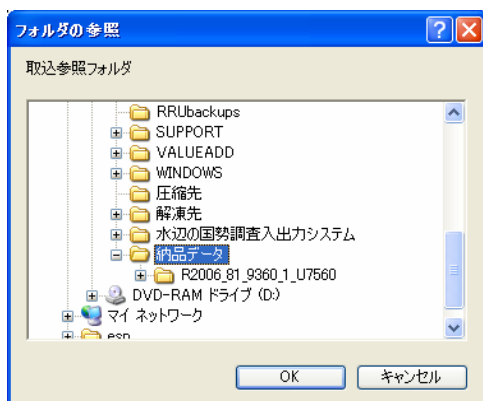 フォルダの参照
取込参照フォルダ
RRUbackups
SUPPORT
VALUEADD
WINDOWS
圧縮先
解凍先
水辺の国勢調査入出力システム
納品データ
R2006_81_9360_1_U7560
DVD-RAM ドライブ (D:)
マイ ネットワーク
esp
OK
キャンセル